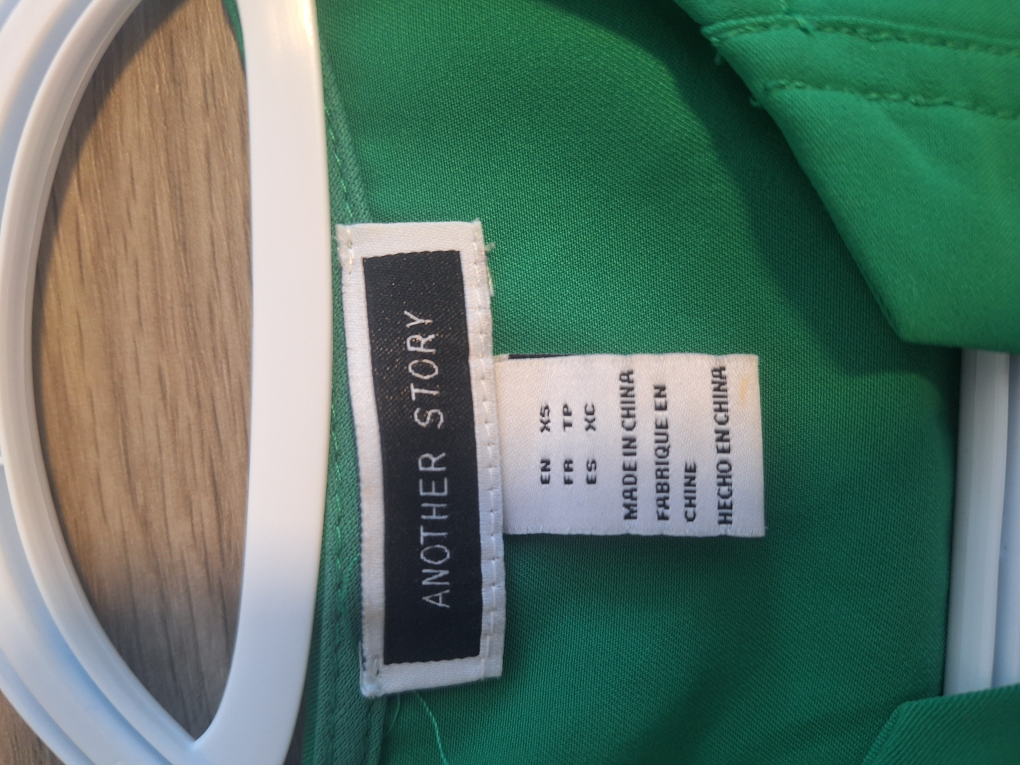 ANOTHER STORY
EN XS
FR TP
ES XC
MADE IN CHINA
FABRIQUE EN
CHINE
HECHO EN CHINA